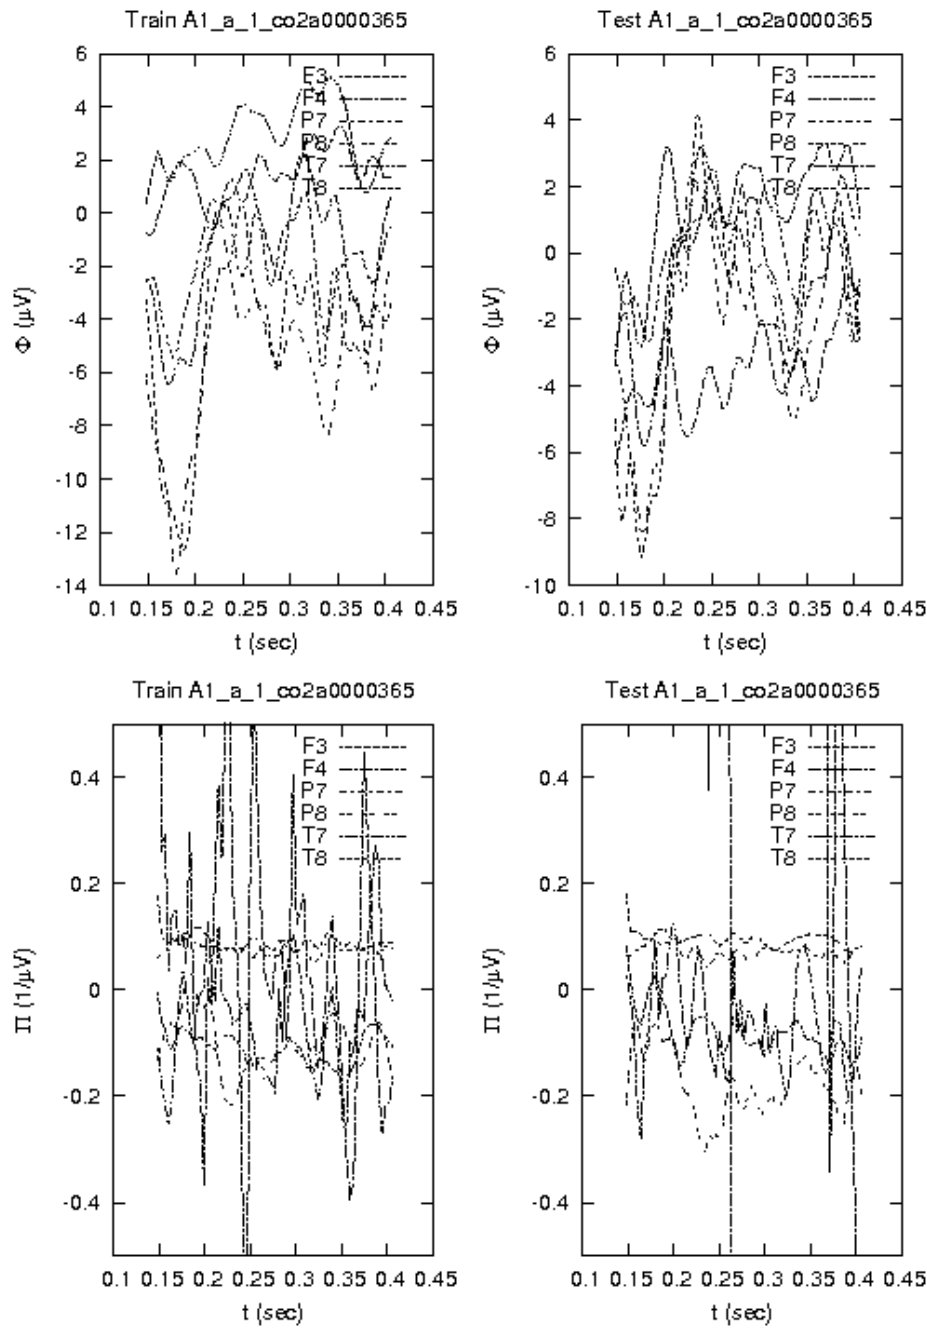 Train A1_a_1_co2a0000365
Test A1_a_1_co2a0000365
6
4
2
0
-2
-4
-6
-8
-10
-12
-14
Φ (μV)
F3
F4
P7
P8
T7
T8
0.1 0.15 0.2 0.25 0.3 0.35 0.4 0.45
t (sec)
6
4
2
0
-2
-4
-6
-8
-10
Φ (μV)
F3
F4
P7
P8
T7
T8
0.1 0.15 0.2 0.25 0.3 0.35 0.4 0.45
t (sec)
Train A1_a_1_co2a0000365
Test A1_a_1_co2a0000365
0.4
0.2
0
-0.2
-0.4
Π (1/μV)
F3
F4
P7
P8
T7
T8
0.1 0.15 0.2 0.25 0.3 0.35 0.4 0.45
t (sec)
0.4
0.2
0
-0.2
-0.4
Π (1/μV)
F3
F4
P7
P8
T7
T8
0.1 0.15 0.2 0.25 0.3 0.35 0.4 0.45
t (sec)